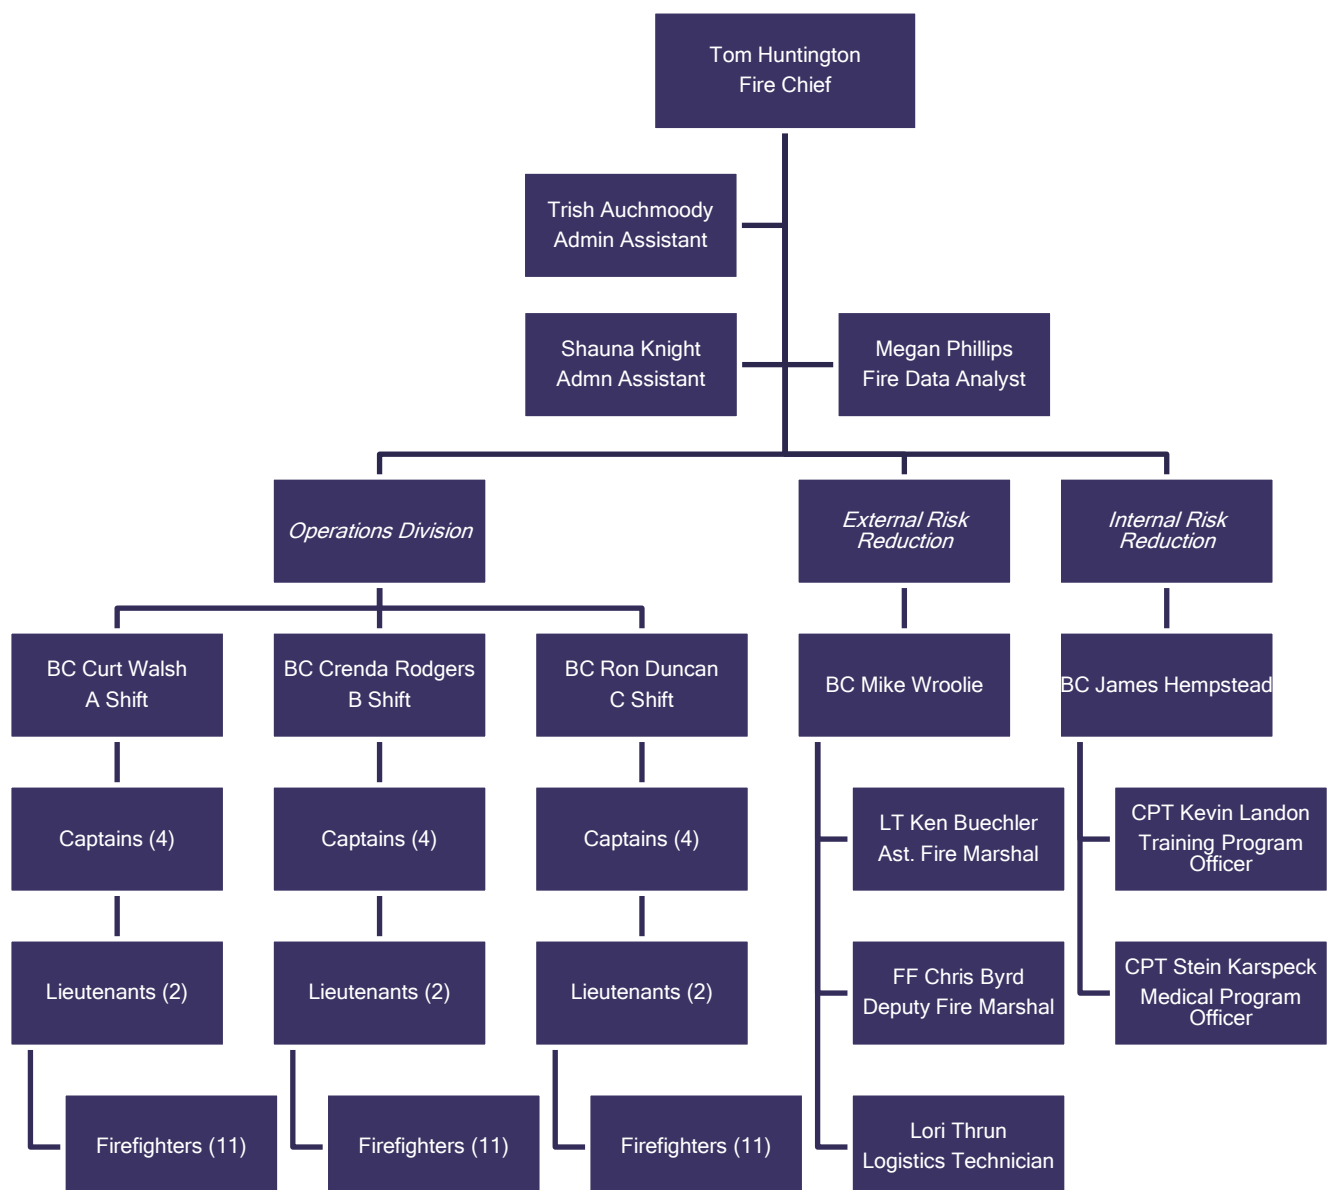 Tom Huntington
Fire Chief
Trish Auchmoody
Admin Assistant
Shauna Knight
Admn Assistant
Megan Phillips
Fire Data Analyst
Operations Division
External Risk
Reduction
Internal Risk
Reduction
BC Curt Walsh
A Shift
BC Crenda Rodgers
B Shift
BC Ron Duncan
C Shift
BC Mike Wroolie
BC James Hempstead
Captains (4)
Captains (4)
Captains (4)
LT Ken Buechler
Ast. Fire Marshal
CPT Kevin Landon
Training Program
Officer
Lieutenants (2)
Lieutenants (2)
Lieutenants (2)
FF Chris Byrd
Deputy Fire Marshal
CPT Stein Karspeck
Medical Program
Officer
Firefighters (11)
Firefighters (11)
Firefighters (11)
Lori Thrun
Logistics Technician